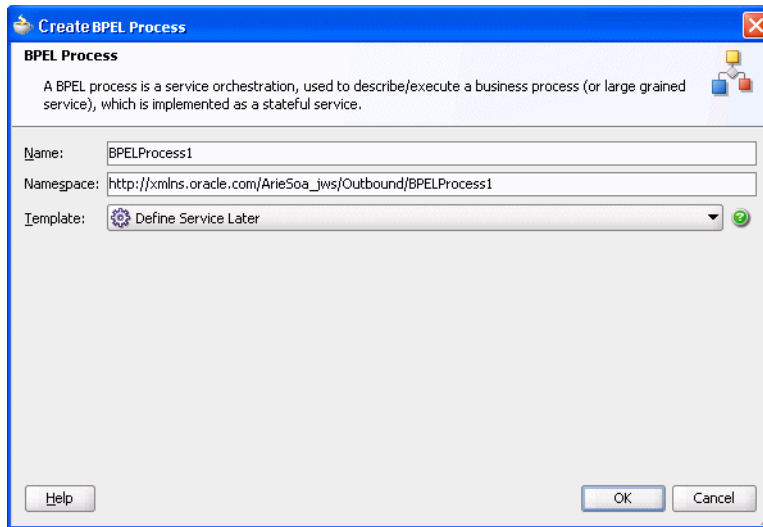 Create BPEL Process
BPEL Process
A BPEL process is a service orchestration, used to describe/execute a business process (or large grained
service), which is implemented as a stateful service.
Name: BPELProcess1
Namespace: http://xmlns.oracle.com/ArieSoa_jws/Outbound/BPELProcess1
Template: Define Service Later
Help OK Cancel